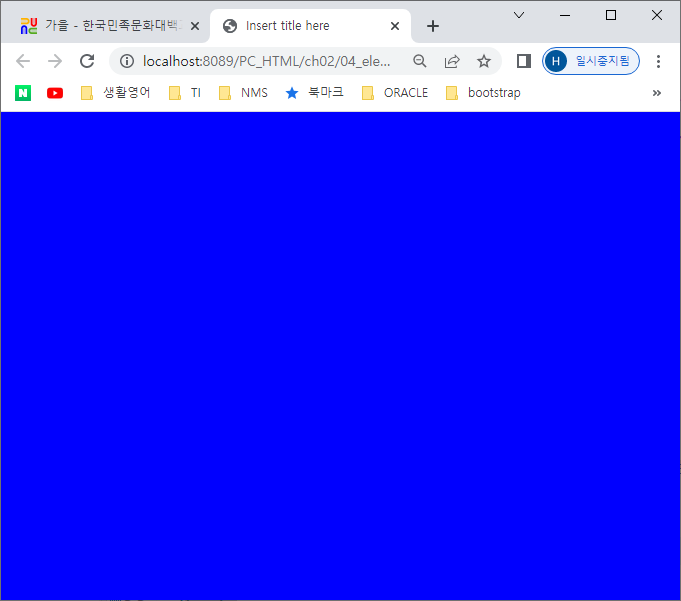 가을 - 한국민족문화대백
Insert title here
localhost:8089/PC_HTML/ch02/04_ele...
H 일시중지됨
N 생활영어 TI NMS 북마크 ORACLE bootstrap